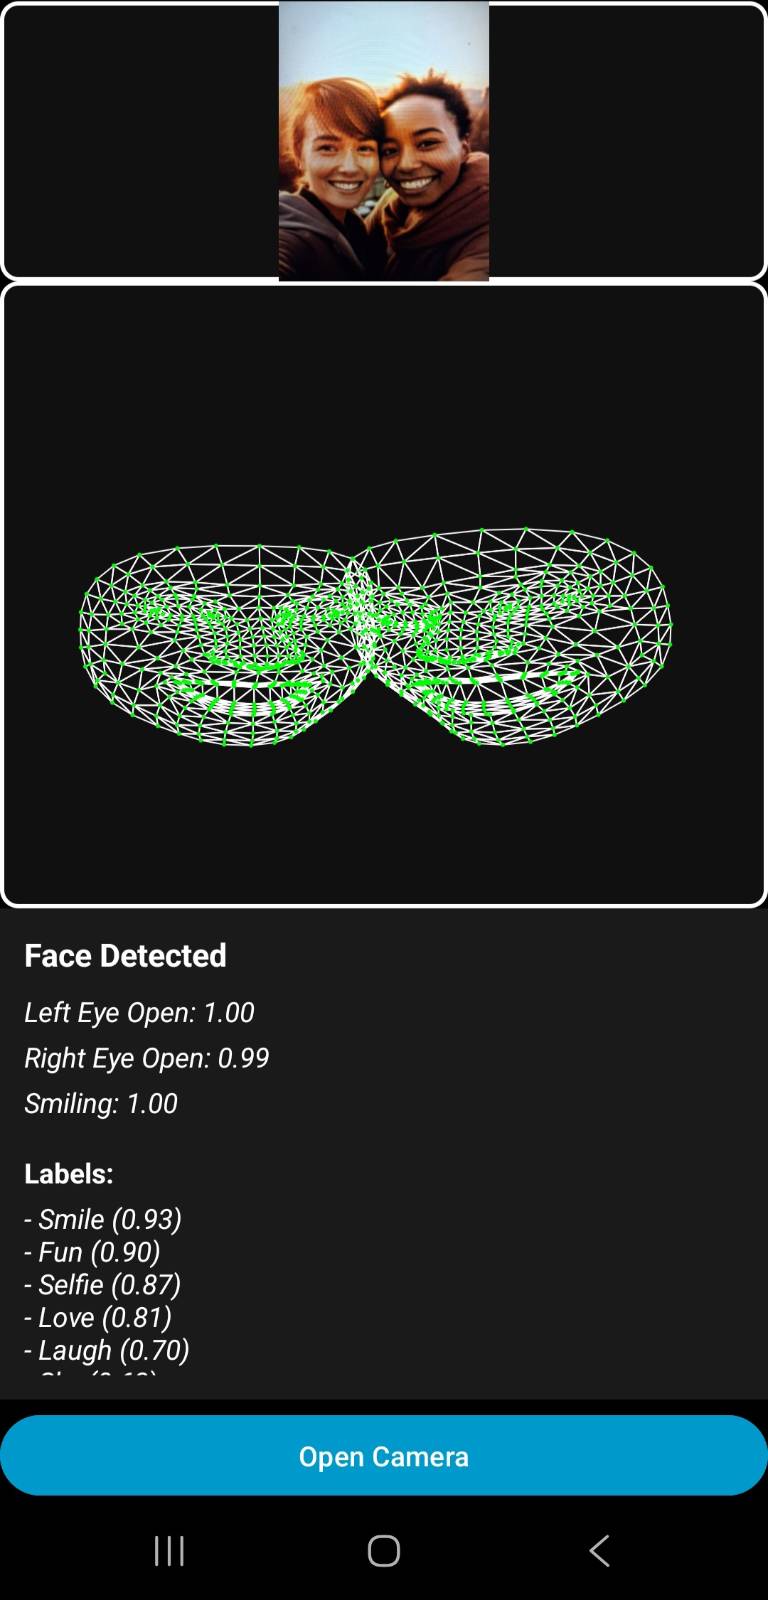 Face Detected
Left Eye Open: 1.00
Right Eye Open: 0.99
Smiling: 1.00
Labels:
- Smile (0.93)
- Fun (0.90)
- Selfie (0.87)
- Love (0.81)
- Laugh (0.70)
Open Camera